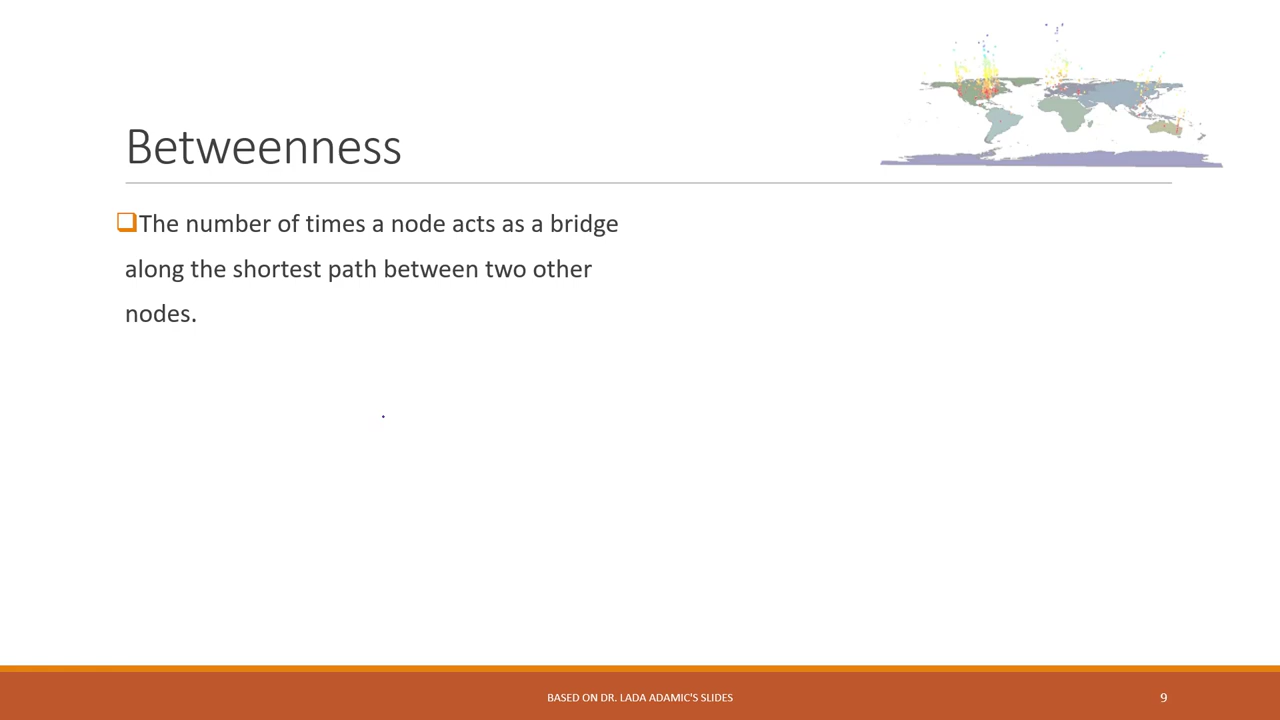 Betweenness
❑The number of times a node acts as a bridge
along the shortest path between two other
nodes.
BASED ON DR. LADA ADAMIC'S SLIDES
9